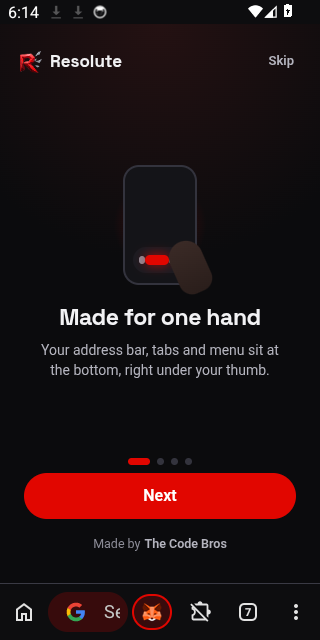 6:14
Resolute
Skip
Made for one hand
Your address bar, tabs and menu sit at
the bottom, right under your thumb.
Next
Made by The Code Bros
7